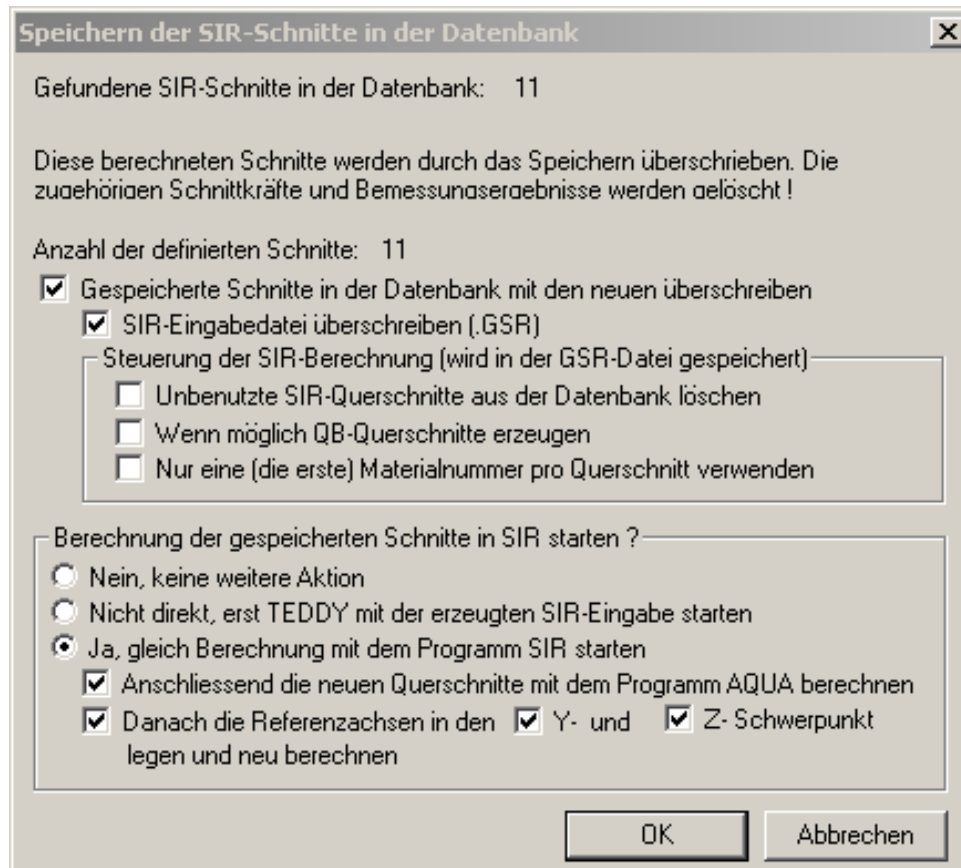 Speichern der SIR-Schnitte in der Datenbank
Gefundene SIR-Schnitte in der Datenbank: 11
Diese berechneten Schnitte werden durch das Speichern überschrieben. Die
zugehörigen Schnittkräfte und Bemessungsergebnisse werden gelöscht !
Anzahl der definierten Schnitte: 11
Gespeicherte Schnitte in der Datenbank mit den neuen überschreiben
SIR-Eingabedatei überschreiben (.GSR)
Steuerung der SIR-Berechnung (wird in der GSR-Datei gespeichert)
Unbenutzte SIR-Querschnitte aus der Datenbank löschen
Wenn möglich QB-Querschnitte erzeugen
Nur eine (die erste) Materialnummer pro Querschnitt verwenden
Berechnung der gespeicherten Schnitte in SIR starten ?
Nein, keine weitere Aktion
Nicht direkt, erst TEDDY mit der erzeugten SIR-Eingabe starten
Ja, gleich Berechnung mit dem Programm SIR starten
Anschliessend die neuen Querschnitte mit dem Programm AQUA berechnen
Danach die Referenzachsen in den Y- und Z- Schwerpunkt
legen und neu berechnen
OK Abbrechen